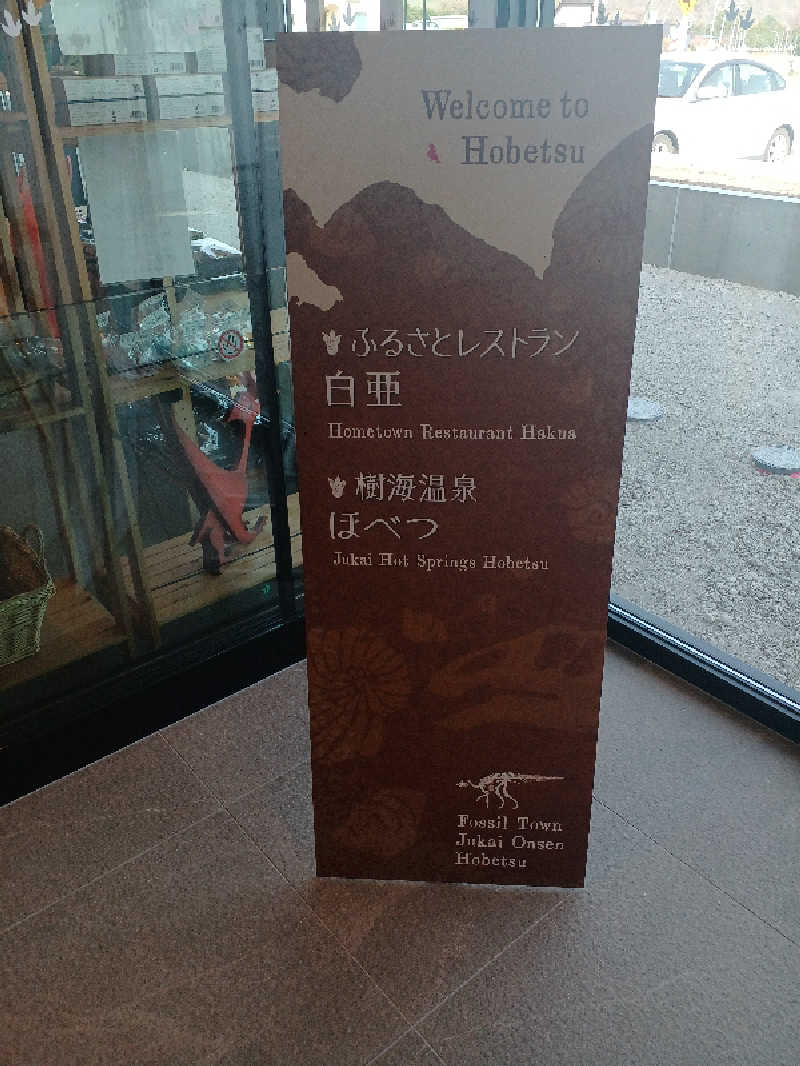 Welcome to
Hobetsu
ふるさとレストラン
白亜
Hometown Restaurant Hakua
樹海温泉
ほべつ
Jukai Hot Springs Hobetsu
Fossil Town
Jukai Onsen
Hobetsu